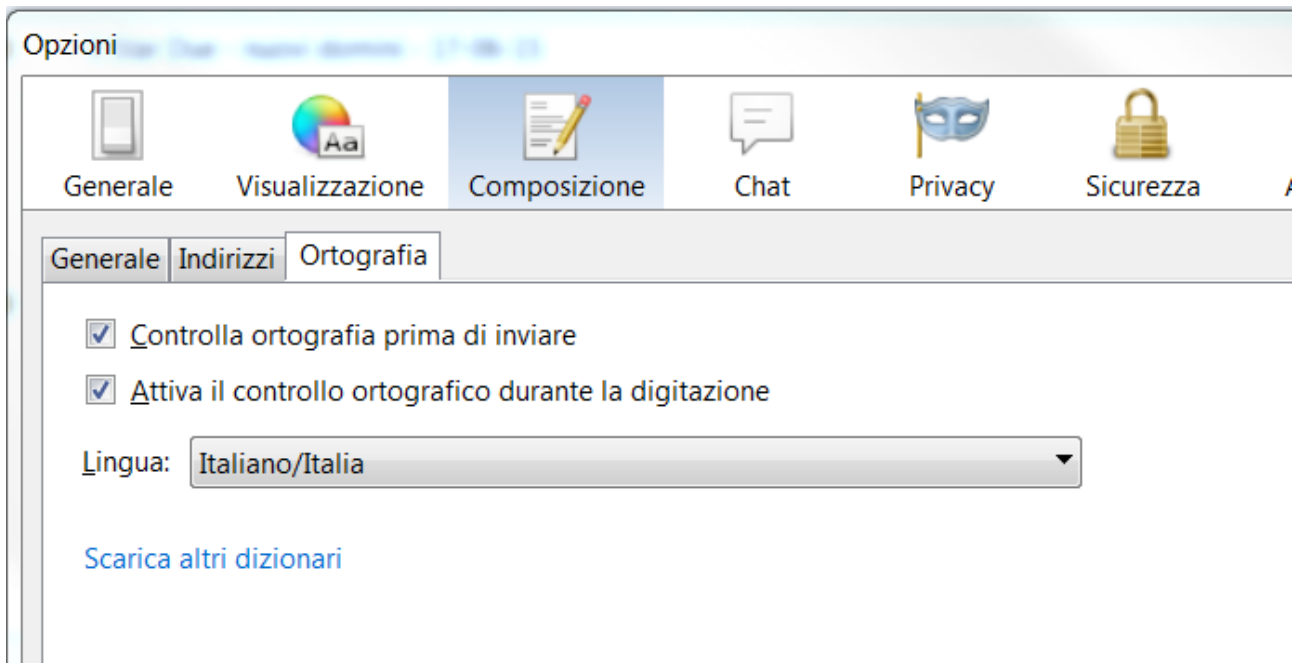 Opzioni
Aa
Generale Visualizzazione Composizione Chat Privacy Sicurezza
Generale Indirizzi Ortografia
Controlla ortografia prima di inviare
Attiva il controllo ortografico durante la digitazione
Lingua: Italiano/Italia
Scarica altri dizionari